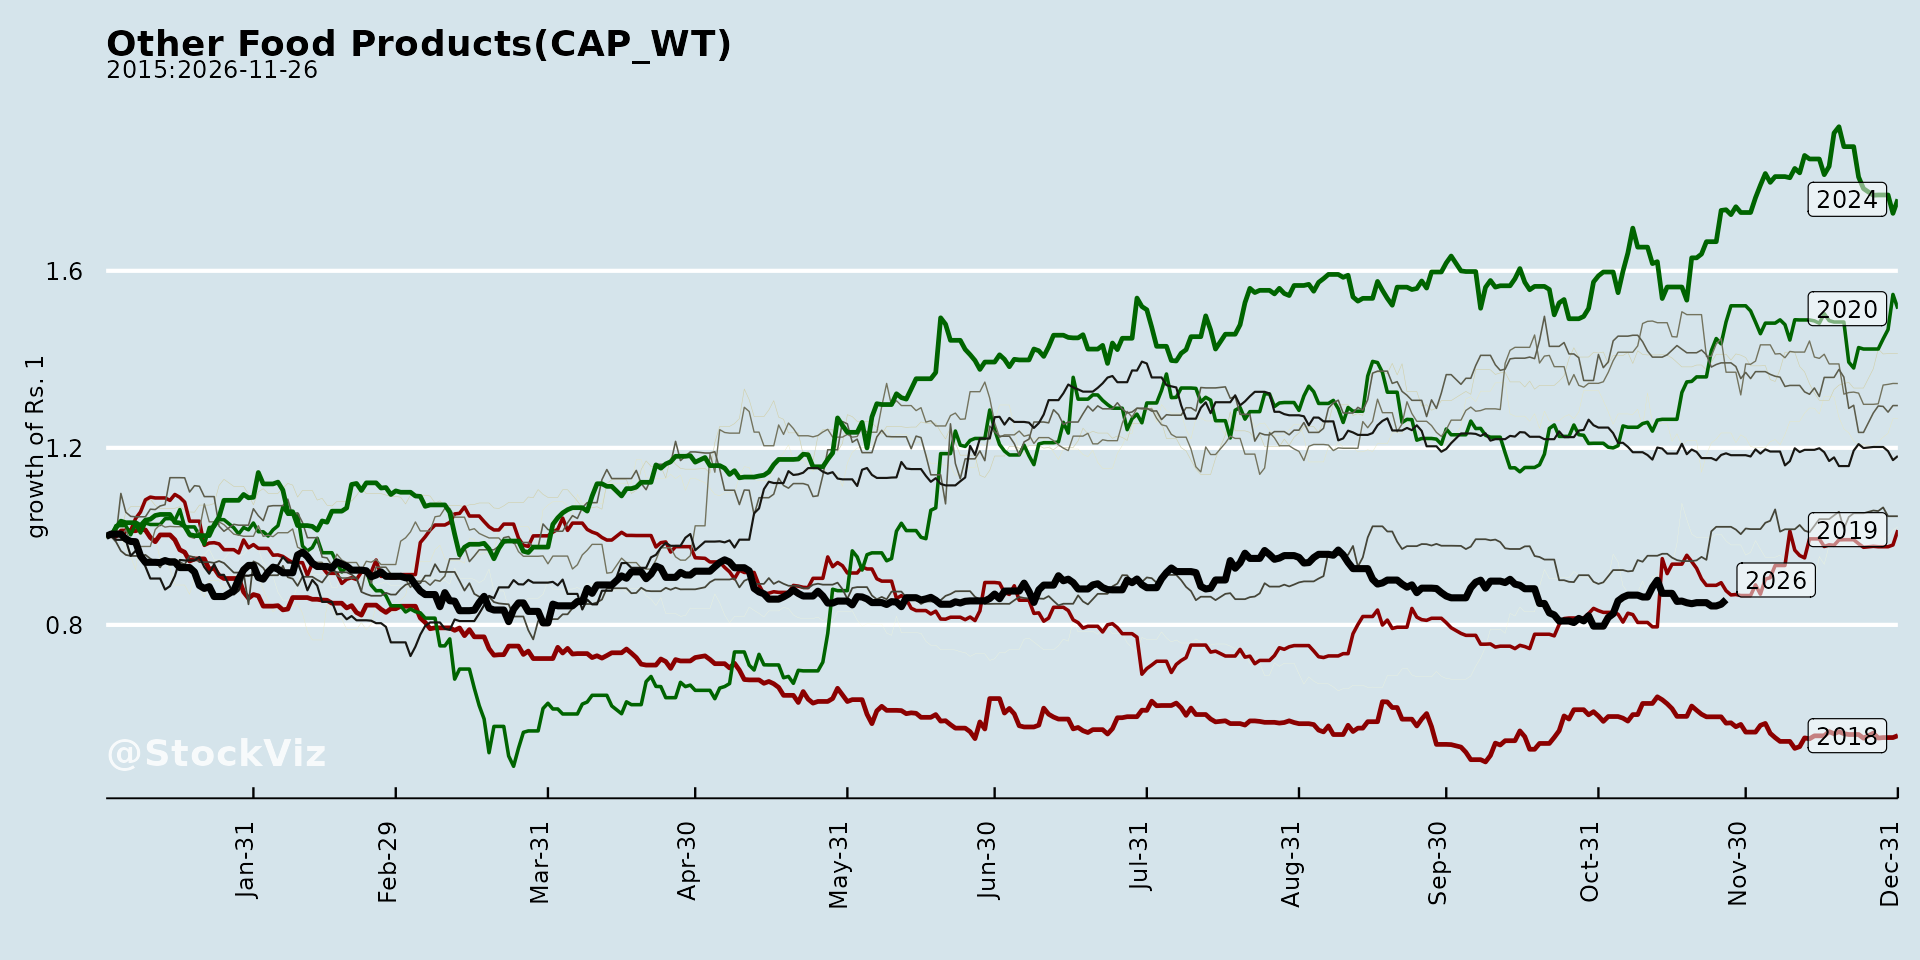 Other Food Products(CAP_WT)
2015:2026-11-26
growth of Rs. 1
1.6
1.2
0.8
2024
2020
2019
2026
2018
@StockViz
Jan-31
Feb-29
Mar-31
Apr-30
May-31
Jun-30
Jul-31
Aug-31
Sep-30
Oct-31
Nov-30
Dec-31